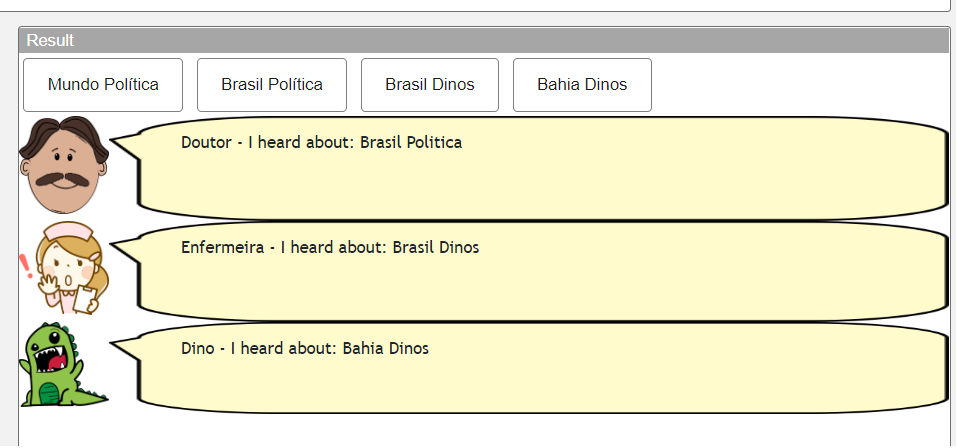 Result
Mundo Política Brasil Política Brasil Dinos Bahia Dinos
Doutor - I heard about: Brasil Politica
Enfermeira - I heard about: Brasil Dinos
Dino - I heard about: Bahia Dinos